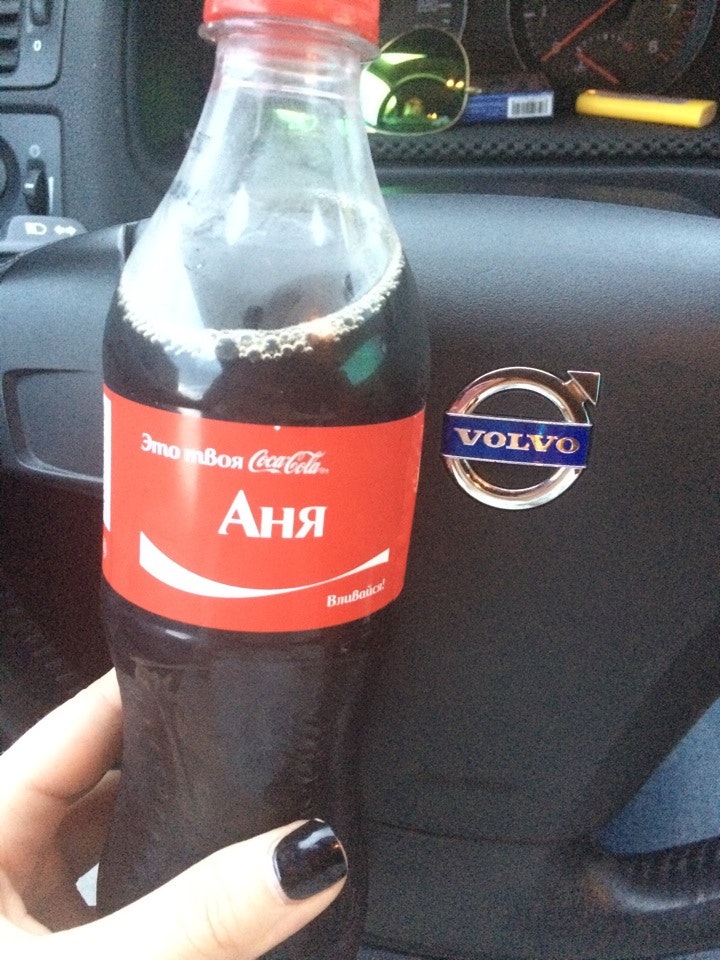 Это твоя Coca-Cola
Аня
Вливайся!
VOLVO